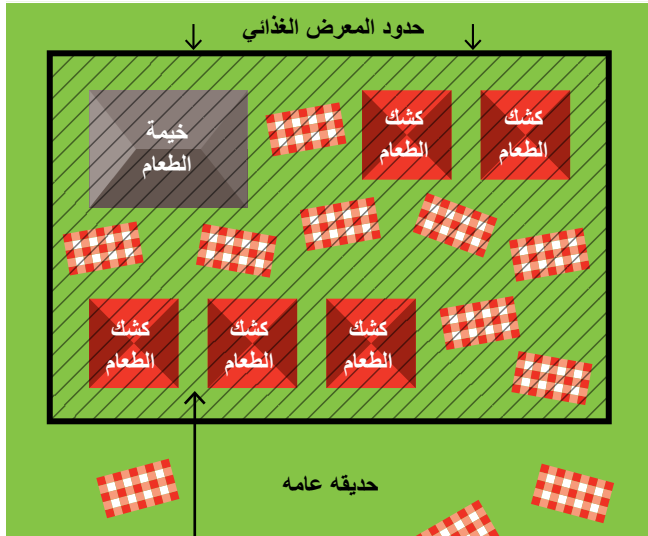 حدود المعرض الغذائي
خيمة
الطعام
كشك
الطعام
كشك
الطعام
كشك
الطعام
كشك
الطعام
كشك
الطعام
حديقه عامه